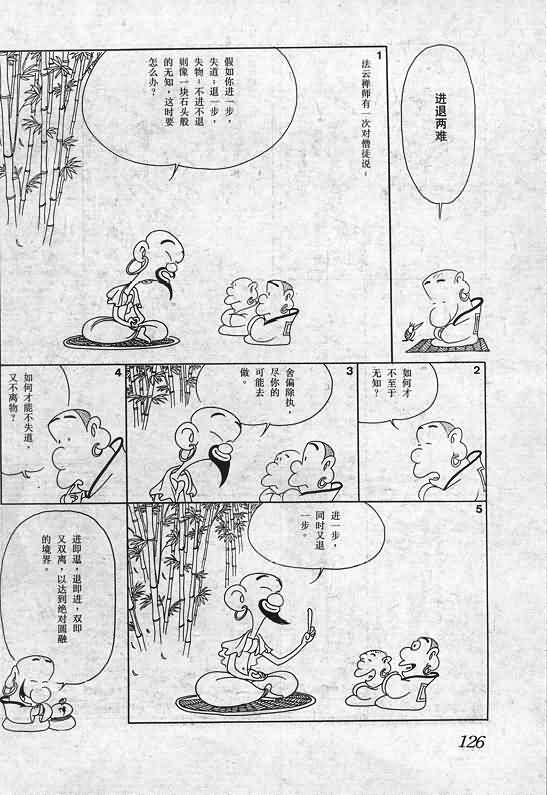 进退两难
1
法云禅师有一次对僧徒说：
假如你进一步，
失道；退一步，
失物；不进不退
则像一块石头般
的无知，这时要
怎么办？
2
如何才
不至于
无知？
3
舍偏除执，
尽你的
可能去
做。
4
如何才能不失道，
又不离物？
5
进一步，
同时又退
一步。
进即退，退即进，双即
又双离，以达到绝对圆融
的境界。
禅
126